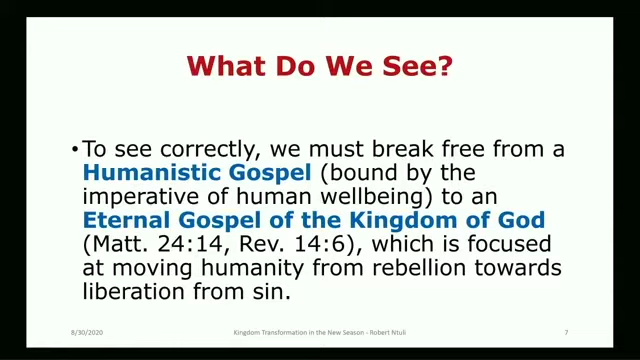 What Do We See?
•To see correctly, we must break free from a
Humanistic Gospel (bound by the
imperative of human wellbeing) to an
Eternal Gospel of the Kingdom of God
(Matt. 24:14, Rev. 14:6), which is focused
at moving humanity from rebellion towards
liberation from sin.
8/30/2020 Kingdom Transformation in the New Season - Robert Ntuli 7